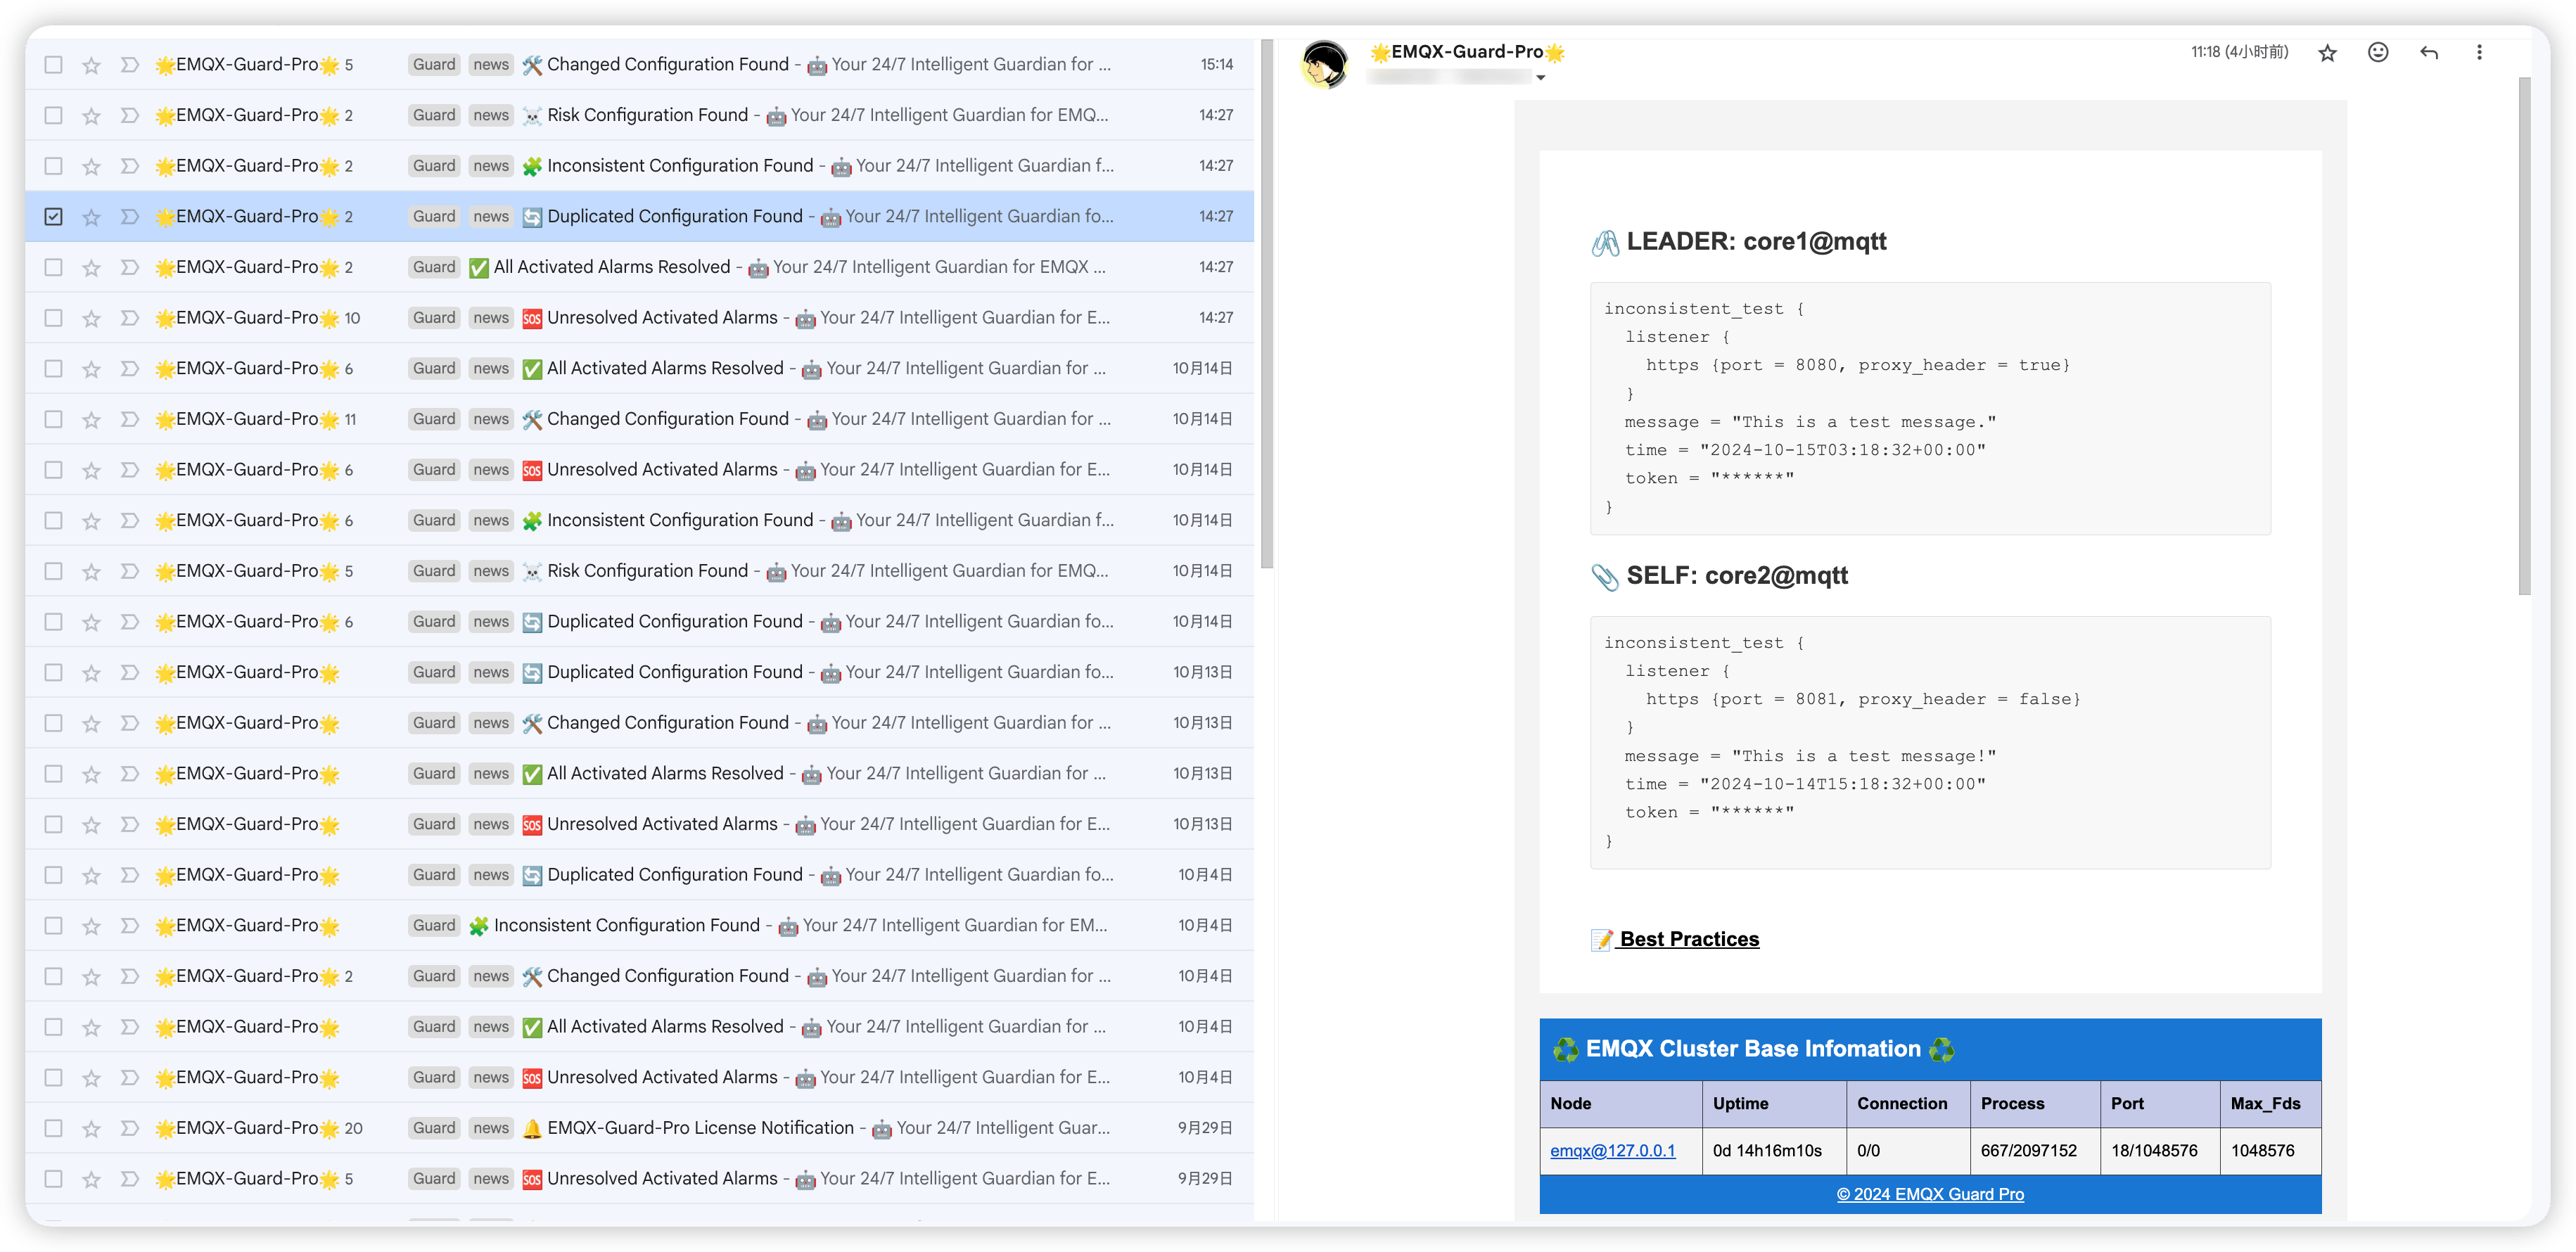 🌟EMQX-Guard-Pro🌟 5 Guard news 🛠️ Changed Configuration Found - 🤖 Your 24/7 Intelligent Guardian for ... 15:14
🌟EMQX-Guard-Pro🌟 2 Guard news ☠️ Risk Configuration Found - 🤖 Your 24/7 Intelligent Guardian for EMQ... 14:27
🌟EMQX-Guard-Pro🌟 2 Guard news 🧩 Inconsistent Configuration Found - 🤖 Your 24/7 Intelligent Guardian f... 14:27
🌟EMQX-Guard-Pro🌟 2 Guard news 🔄 Duplicated Configuration Found - 🤖 Your 24/7 Intelligent Guardian fo... 14:27
🌟EMQX-Guard-Pro🌟 2 Guard ✅ All Activated Alarms Resolved - 🤖 Your 24/7 Intelligent Guardian for EMQX ... 14:27
🌟EMQX-Guard-Pro🌟 10 Guard news 🆘 Unresolved Activated Alarms - 🤖 Your 24/7 Intelligent Guardian for E... 14:27
🌟EMQX-Guard-Pro🌟 6 Guard news ✅ All Activated Alarms Resolved - 🤖 Your 24/7 Intelligent Guardian for ... 10月14日
🌟EMQX-Guard-Pro🌟 11 Guard news 🛠️ Changed Configuration Found - 🤖 Your 24/7 Intelligent Guardian for ... 10月14日
🌟EMQX-Guard-Pro🌟 6 Guard news 🆘 Unresolved Activated Alarms - 🤖 Your 24/7 Intelligent Guardian for E... 10月14日
🌟EMQX-Guard-Pro🌟 6 Guard news 🧩 Inconsistent Configuration Found - 🤖 Your 24/7 Intelligent Guardian f... 10月14日
🌟EMQX-Guard-Pro🌟 5 Guard news ☠️ Risk Configuration Found - 🤖 Your 24/7 Intelligent Guardian for EMQ... 10月14日
🌟EMQX-Guard-Pro🌟 6 Guard news 🔄 Duplicated Configuration Found - 🤖 Your 24/7 Intelligent Guardian fo... 10月14日
🌟EMQX-Guard-Pro🌟 Guard news 🔄 Duplicated Configuration Found - 🤖 Your 24/7 Intelligent Guardian fo... 10月13日
🌟EMQX-Guard-Pro🌟 Guard news 🛠️ Changed Configuration Found - 🤖 Your 24/7 Intelligent Guardian for ... 10月13日
🌟EMQX-Guard-Pro🌟 Guard news ✅ All Activated Alarms Resolved - 🤖 Your 24/7 Intelligent Guardian for ... 10月13日
🌟EMQX-Guard-Pro🌟 Guard news 🆘 Unresolved Activated Alarms - 🤖 Your 24/7 Intelligent Guardian for E... 10月13日
🌟EMQX-Guard-Pro🌟 Guard news 🔄 Duplicated Configuration Found - 🤖 Your 24/7 Intelligent Guardian fo... 10月4日
🌟EMQX-Guard-Pro🌟 Guard 🧩 Inconsistent Configuration Found - 🤖 Your 24/7 Intelligent Guardian for EM... 10月4日
🌟EMQX-Guard-Pro🌟 2 Guard news 🛠️ Changed Configuration Found - 🤖 Your 24/7 Intelligent Guardian for ... 10月4日
🌟EMQX-Guard-Pro🌟 Guard news ✅ All Activated Alarms Resolved - 🤖 Your 24/7 Intelligent Guardian for ... 10月4日
🌟EMQX-Guard-Pro🌟 Guard news 🆘 Unresolved Activated Alarms - 🤖 Your 24/7 Intelligent Guardian for E... 10月4日
🌟EMQX-Guard-Pro🌟 20 Guard news 🔔 EMQX-Guard-Pro License Notification - 🤖 Your 24/7 Intelligent Guar... 9月29日
🌟EMQX-Guard-Pro🌟 5 Guard news 🆘 Unresolved Activated Alarms - 🤖 Your 24/7 Intelligent Guardian for E... 9月29日
🌟EMQX-Guard-Pro🌟 11:18 (4小时前)
🖇️ LEADER: core1@mqtt
inconsistent_test {
listener {
https {port = 8080, proxy_header = true}
}
message = "This is a test message."
time = "2024-10-15T03:18:32+00:00"
token = "******"
}
📎 SELF: core2@mqtt
inconsistent_test {
listener {
https {port = 8081, proxy_header = false}
}
message = "This is a test message!"
time = "2024-10-14T15:18:32+00:00"
token = "******"
}
📝 Best Practices
♻️ EMQX Cluster Base Infomation ♻️
Node Uptime Connection Process Port Max_Fds
emqx@127.0.0.1 0d 14h16m10s 0/0 667/2097152 18/1048576 1048576
© 2024 EMQX Guard Pro